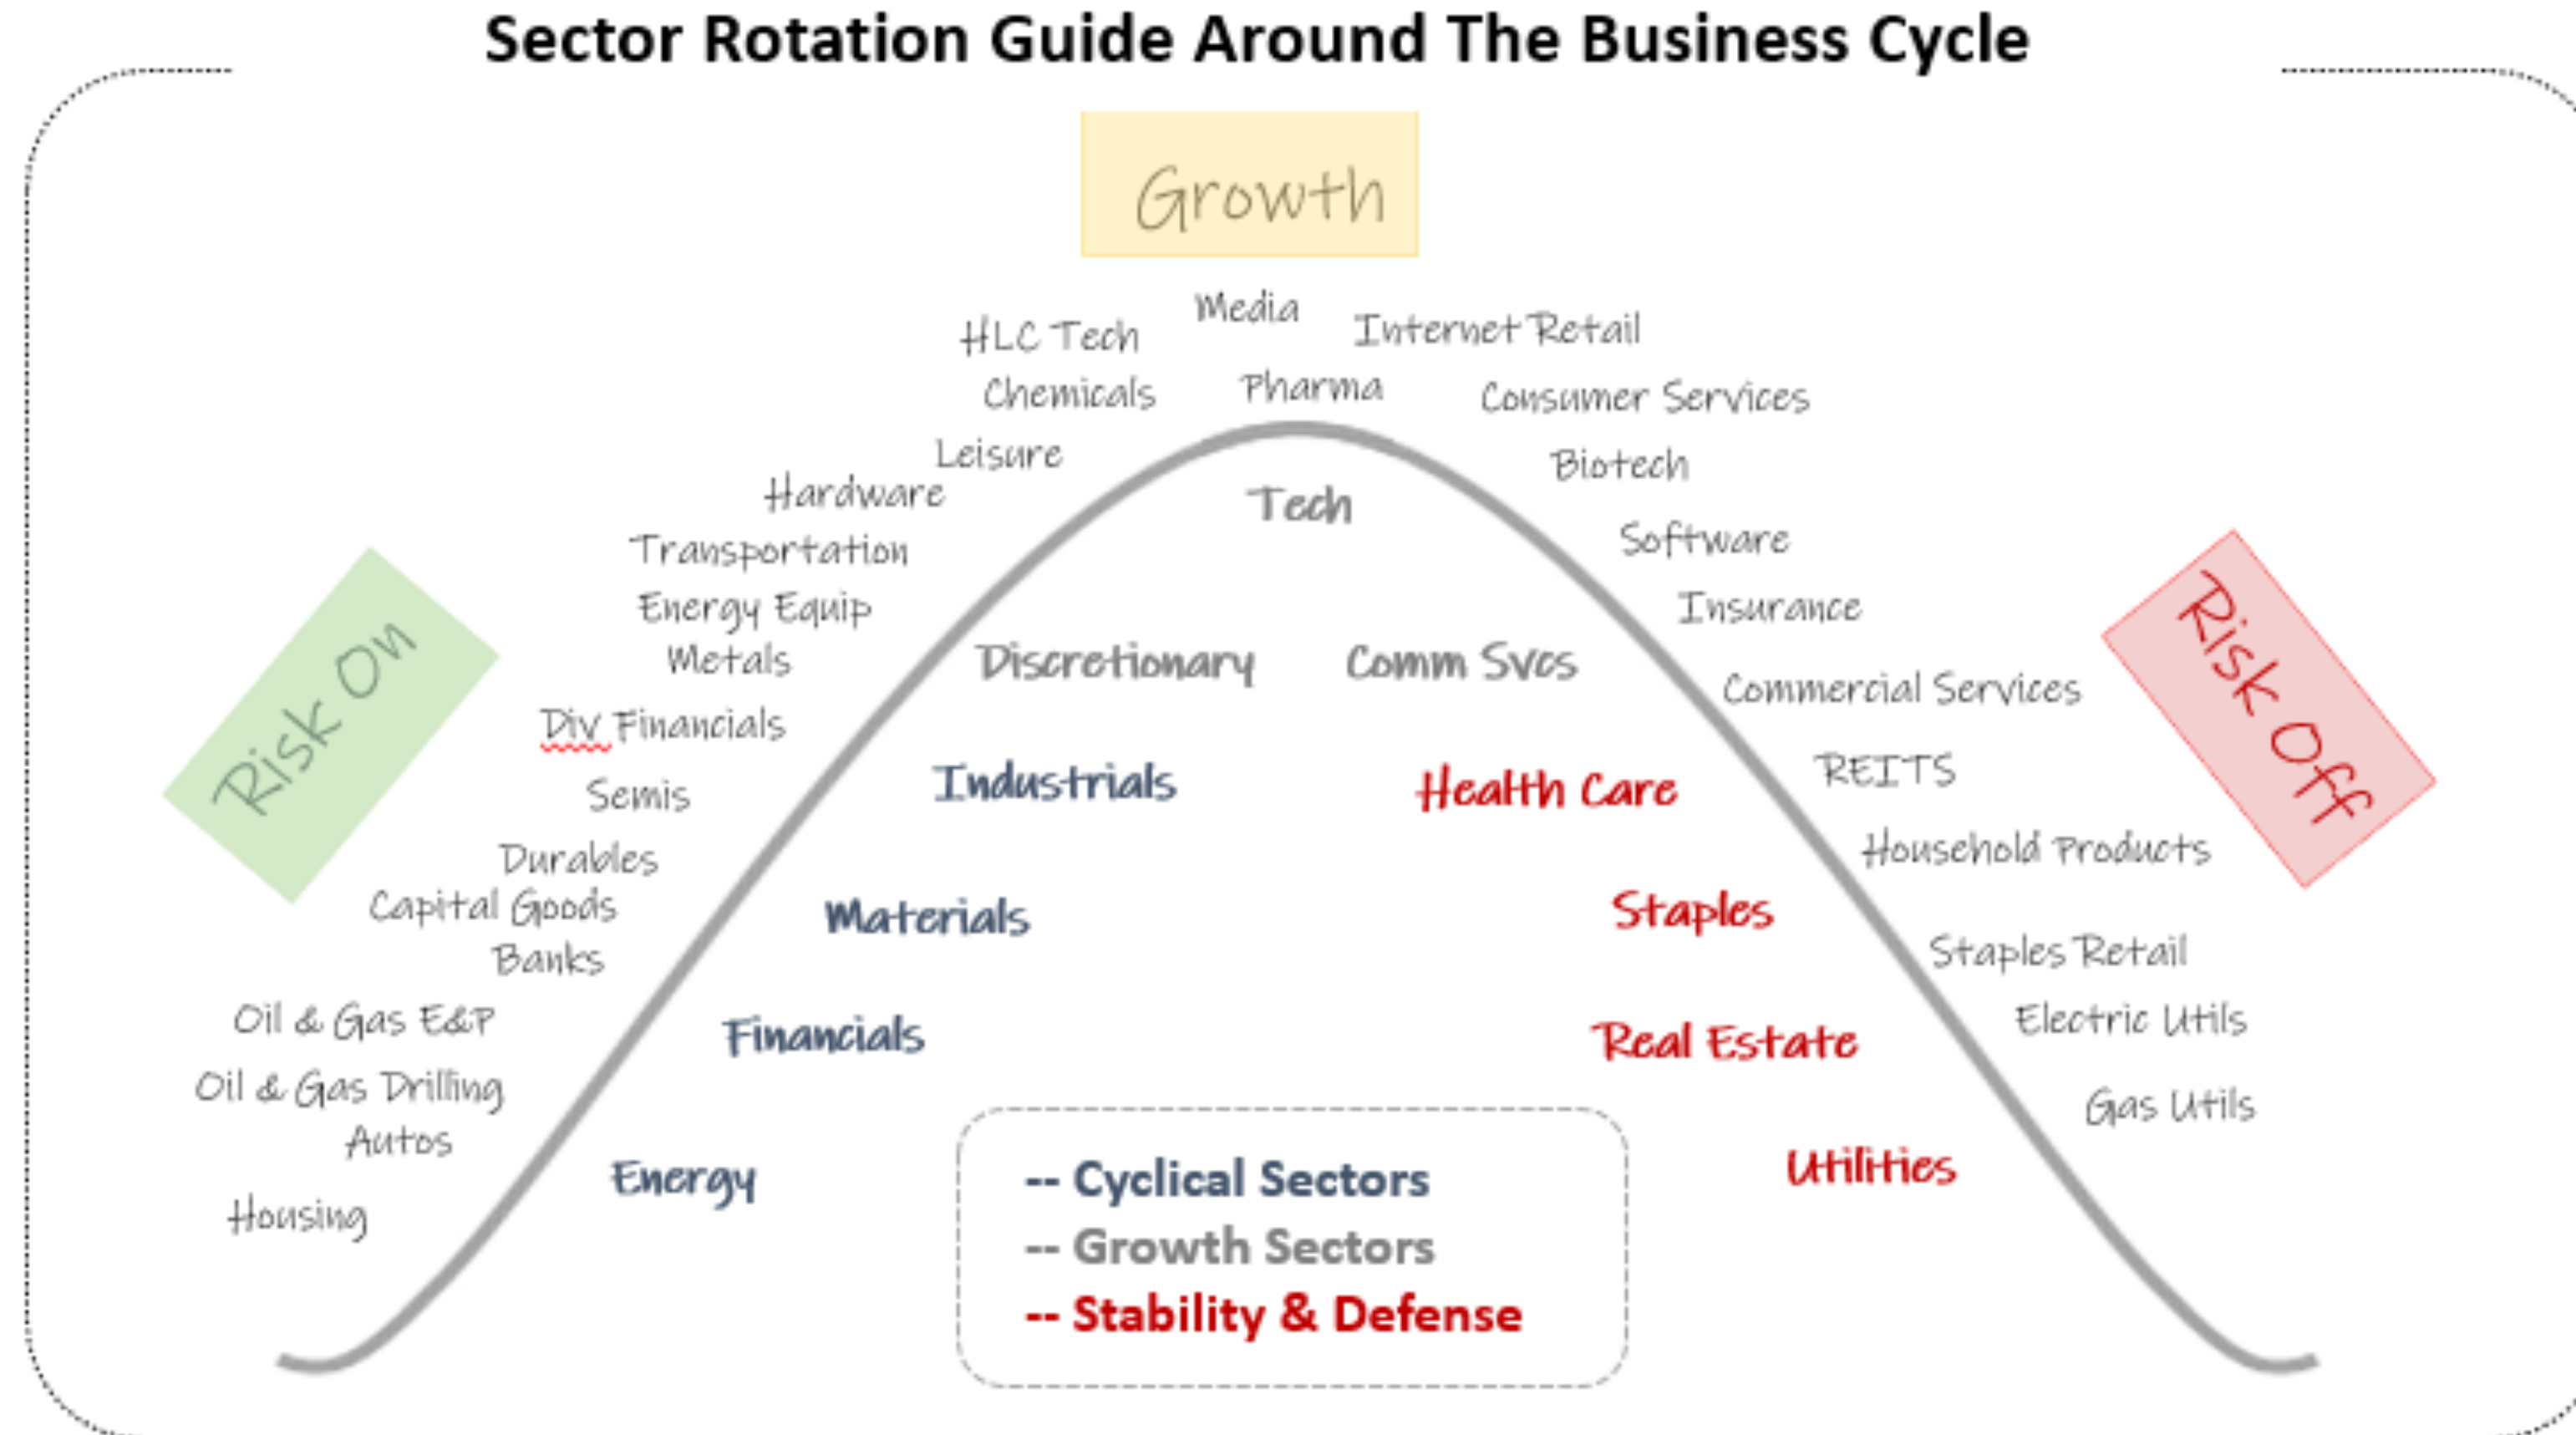 Sector Rotation Guide Around The Business Cycle
Growth
Media
HLC Tech
Internet Retail
Chemicals
Pharma
Consumer Services
Leisure
Biotech
Hardware
Tech
Software
Transportation
Energy Equip
Insurance
Metals
Discretionary
Comm Svcs
Risk On
Risk Off
Commercial Services
Div Financials
Industrials
Health Care
REITS
Semis
Durables
Household Products
Capital Goods
Materials
Staples
Banks
Staples Retail
Oil & Gas E&P
Financials
Real Estate
Electric Utils
Oil & Gas Drilling
Gas Utils
Autos
Energy
Utilities
Housing
-- Cyclical Sectors
-- Growth Sectors
-- Stability & Defense